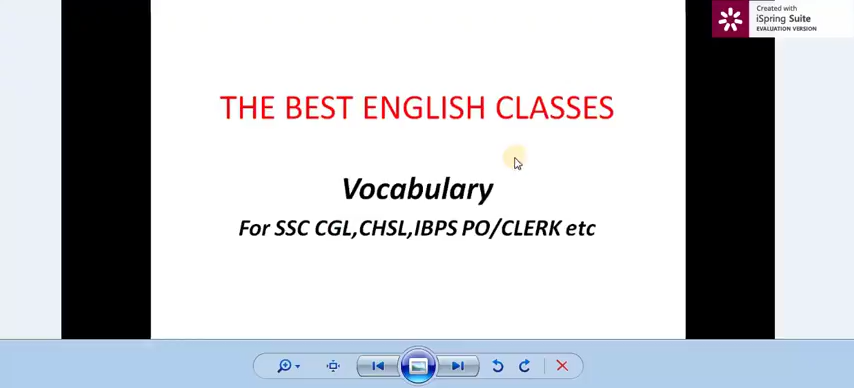 Created with
iSpring Suite
EVALUATION VERSION
THE BEST ENGLISH CLASSES
Vocabulary
For SSC CGL,CHSL,IBPS PO/CLERK etc